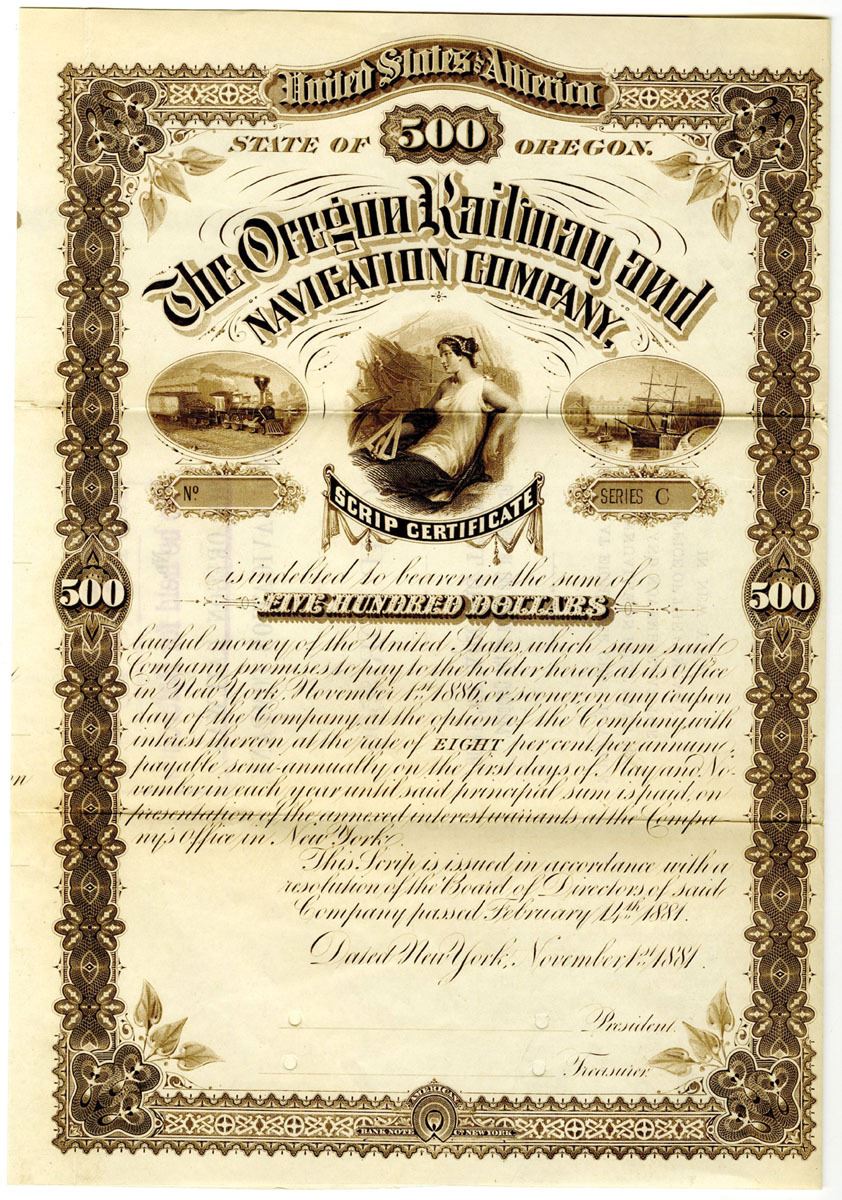 United States of America
STATE OF 500 OREGON.
The Oregon Railway and
NAVIGATION COMPANY,
Nº
SERIES C
SCRIP CERTIFICATE
is indebted to bearer in the sum of
FIVE HUNDRED DOLLARS
500
500
lawful money of the United States, which sum said
Company promises to pay to the holder hereof, at its Office
in New York, November 1st 1886, or sooner, on any coupon
day of the Company, at the option of the Company, with
interest thereon at the rate of EIGHT per cent. per annum,
payable semi-annually on the first days of May and No-
vember in each year until said principal sum is paid, on
presentation of the annexed interest warrants at the Compa
ny's Office in New York.
This Scrip is issued in accordance with a
resolution of the Board of Directors of said
Company passed February 14th 1881.
Dated New York, November 1st 1881.
President.
Treasurer.
AMERICAN
BANK NOTE Co. NEW YORK